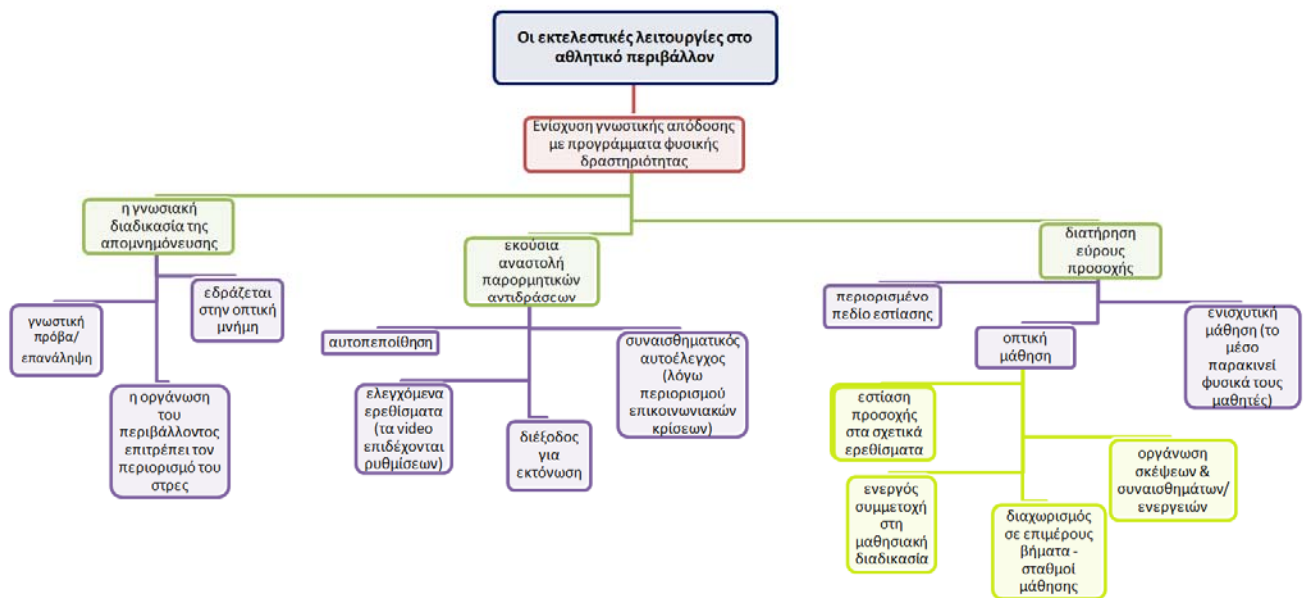 Οι εκτελεστικές λειτουργίες στο
αθλητικό περιβάλλον
Ενίσχυση γνωστικής απόδοσης
με προγράμματα φυσικής
δραστηριότητας
η γνωσιακή
διαδικασία της
απομνημόνευσης
γνωστική
πρόβα/
επανάληψη
εδράζεται
στην οπτική
μνήμη
η οργάνωση
του
περιβάλλοντος
επιτρέπει τον
περιορισμό του
στρες
εκούσια
αναστολή
παρορμητικών
αντιδράσεων
αυτοπεποίθηση
ελεγχόμενα
ερεθίσματα
(τα video
επιδέχονται
ρυθμίσεων)
διέξοδος
για
εκτόνωση
συναισθηματικός
αυτοέλεγχος
(λόγω
περιορισμού
επικοινωνιακών
κρίσεων)
διατήρηση
εύρους
προσοχής
περιορισμένο
πεδίο εστίασης
οπτική
μάθηση
ενισχυτική
μάθηση (το
μέσο
παρακινεί
φυσικά τους
μαθητές)
εστίαση
προσοχής
στα σχετικά
ερεθίσματα
ενεργός
συμμετοχή
στη
μαθησιακή
διαδικασία
διαχωρισμός
σε επιμέρους
βήματα -
σταθμοί
μάθησης
οργάνωση
σκέψεων &
συναισθημάτων/
ενεργειών